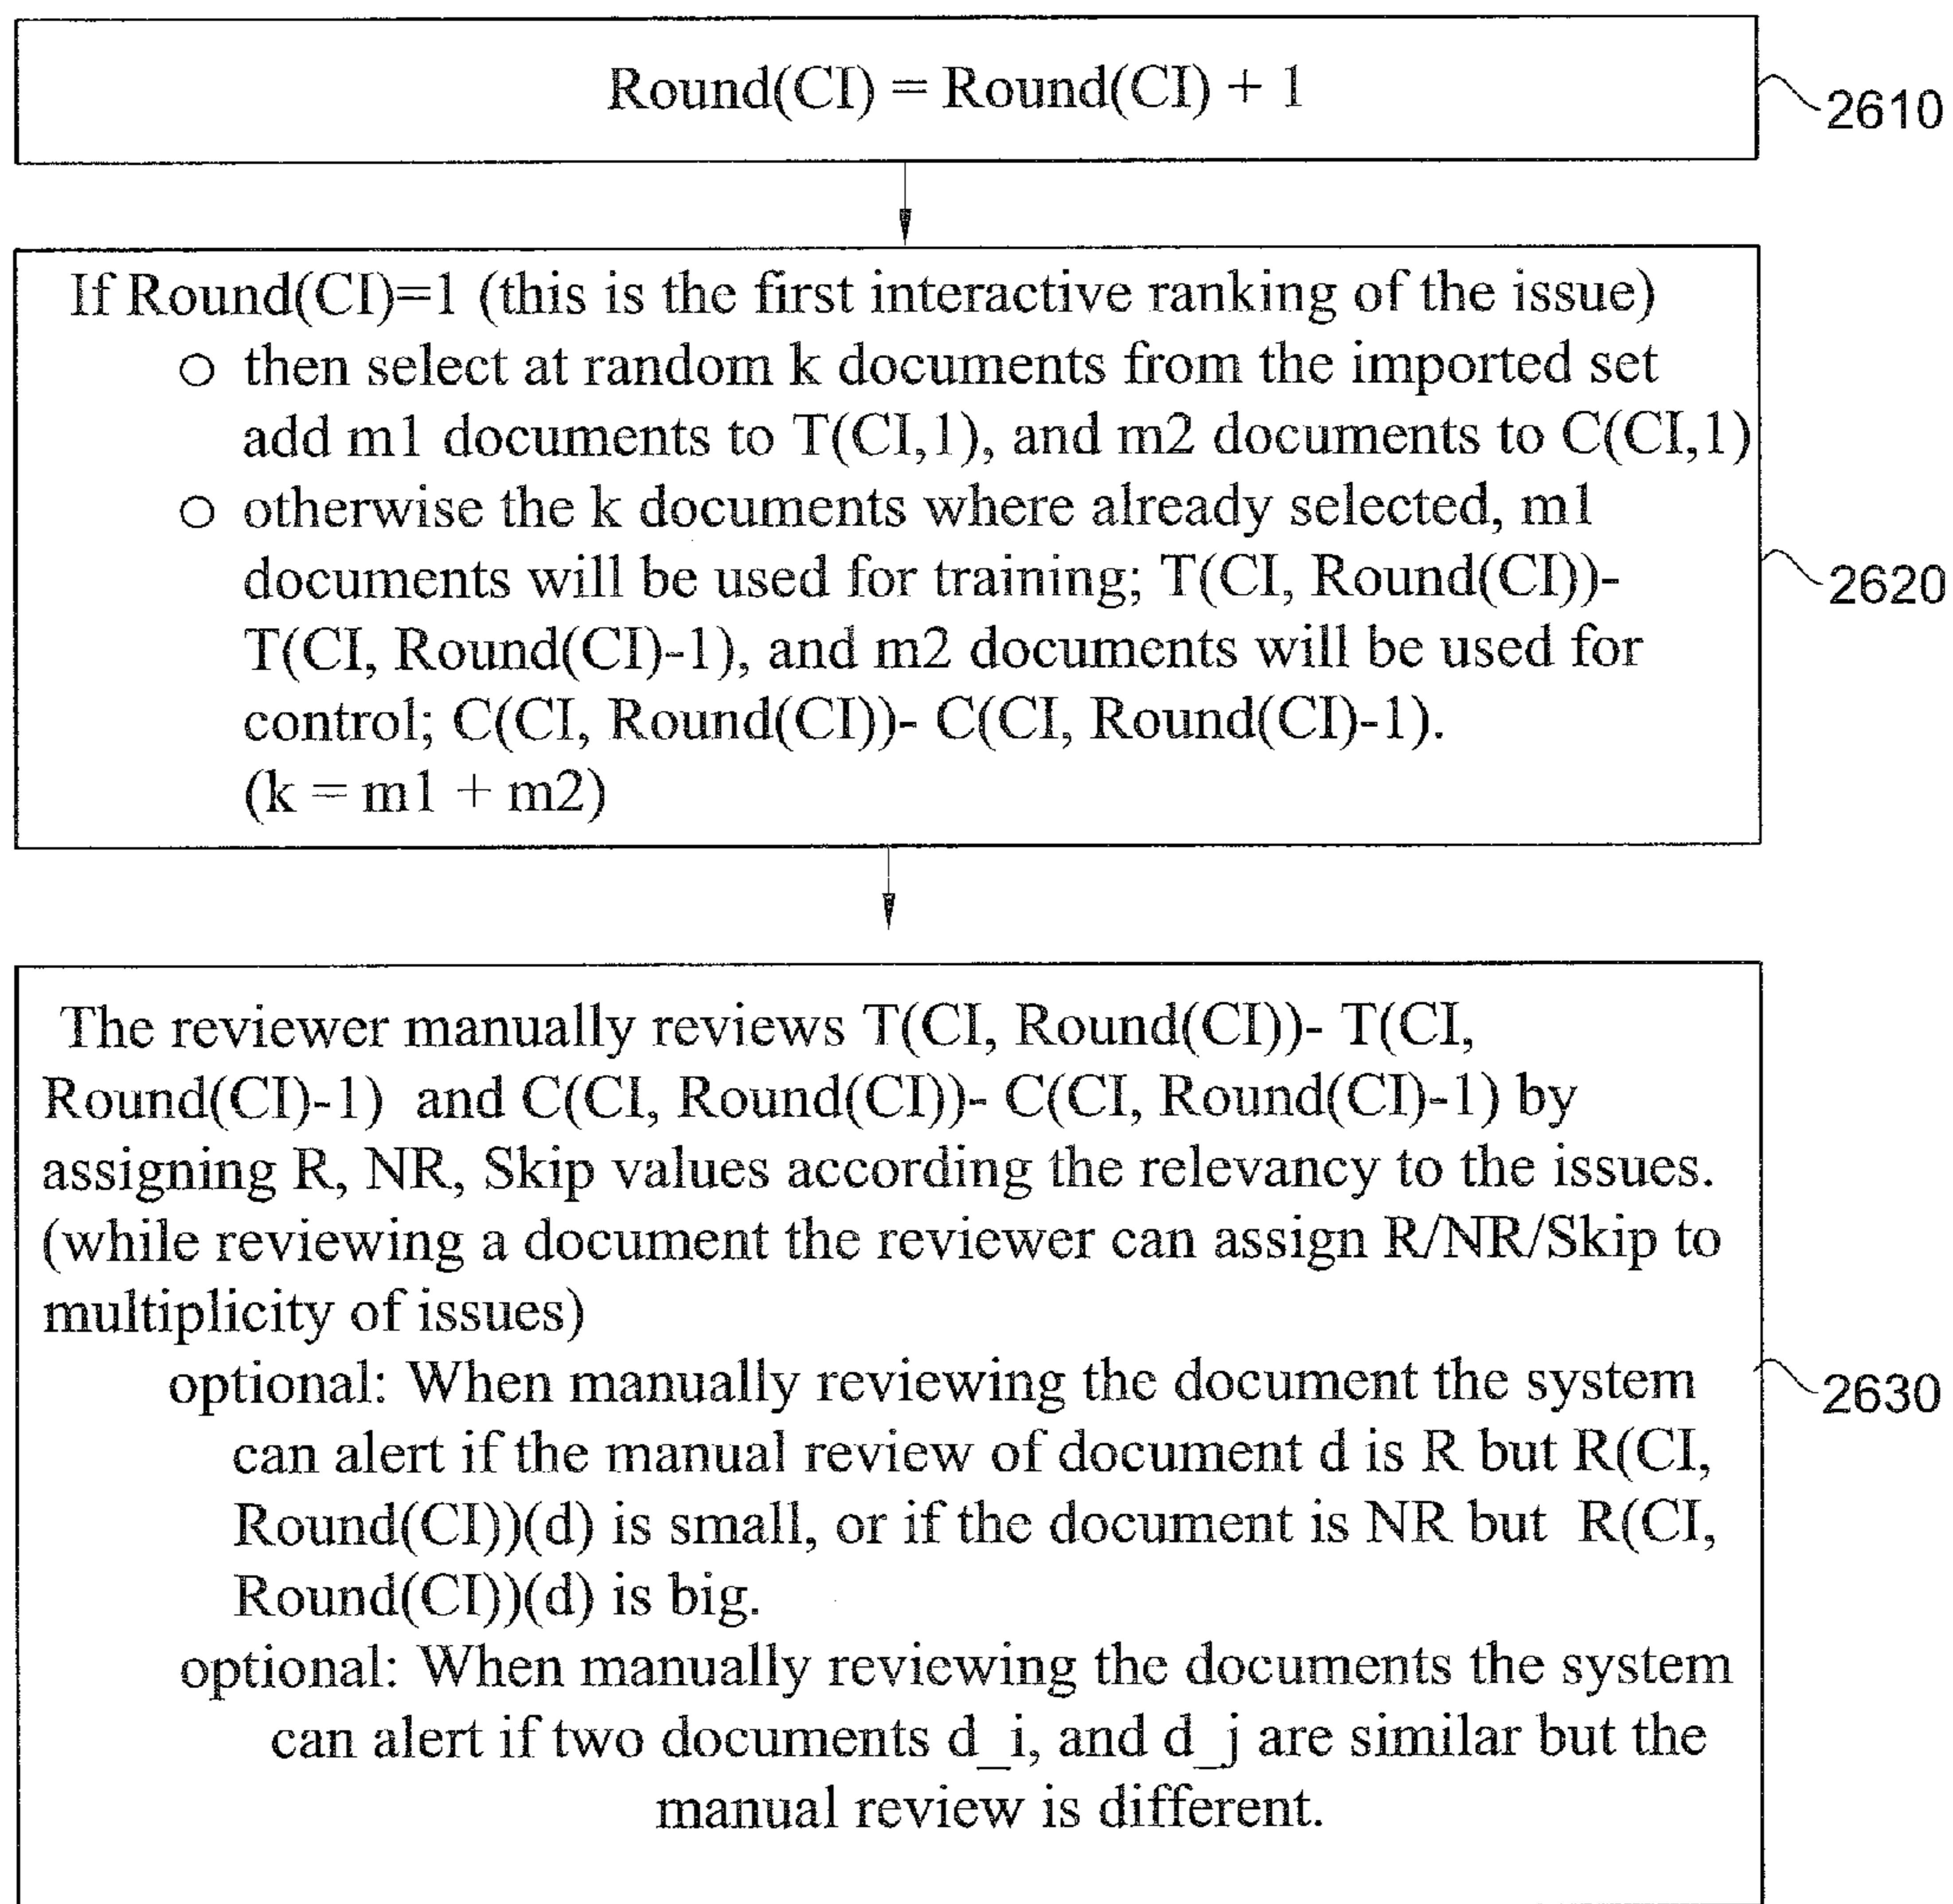 Round(CI) = Round(CI) + 1
2610
If Round(CI)=1 (this is the first interactive ranking of the issue)
○ then select at random k documents from the imported set
add m1 documents to T(CI,1), and m2 documents to C(CI,1)
○ otherwise the k documents where already selected, m1
documents will be used for training; T(CI, Round(CI))-
T(CI, Round(CI)-1), and m2 documents will be used for
control; C(CI, Round(CI))- C(CI, Round(CI)-1).
(k = m1 + m2)
2620
The reviewer manually reviews T(CI, Round(CI))- T(CI,
Round(CI)-1) and C(CI, Round(CI))- C(CI, Round(CI)-1) by
assigning R, NR, Skip values according the relevancy to the issues.
(while reviewing a document the reviewer can assign R/NR/Skip to
multiplicity of issues)
optional: When manually reviewing the document the system
can alert if the manual review of document d is R but R(CI,
Round(CI))(d) is small, or if the document is NR but R(CI,
Round(CI))(d) is big.
optional: When manually reviewing the documents the system
can alert if two documents d_i, and d_j are similar but the
manual review is different.
2630